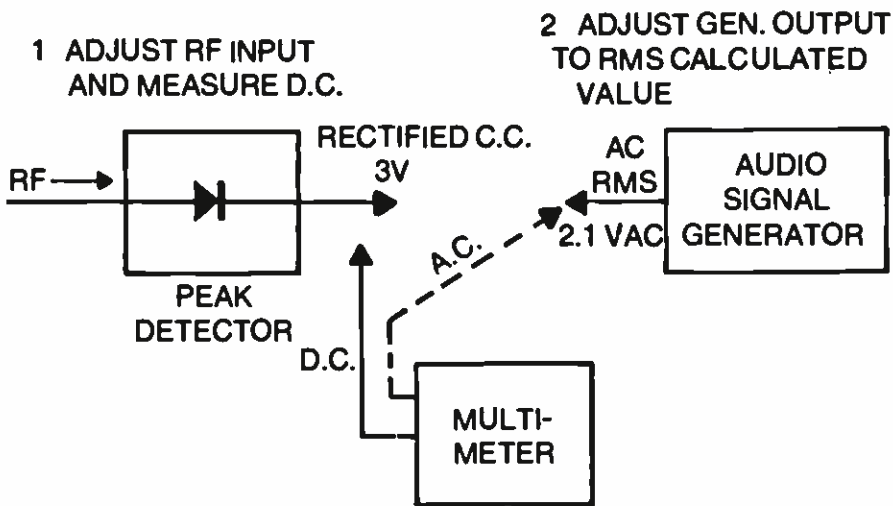 1 ADJUST RF INPUT
AND MEASURE D.C.
2 ADJUST GEN. OUTPUT
TO RMS CALCULATED
VALUE
RF
PEAK
DETECTOR
RECTIFIED C.C.
3V
D.C.
A.C.
AC
RMS
2.1 VAC
AUDIO
SIGNAL
GENERATOR
MULTI-
METER